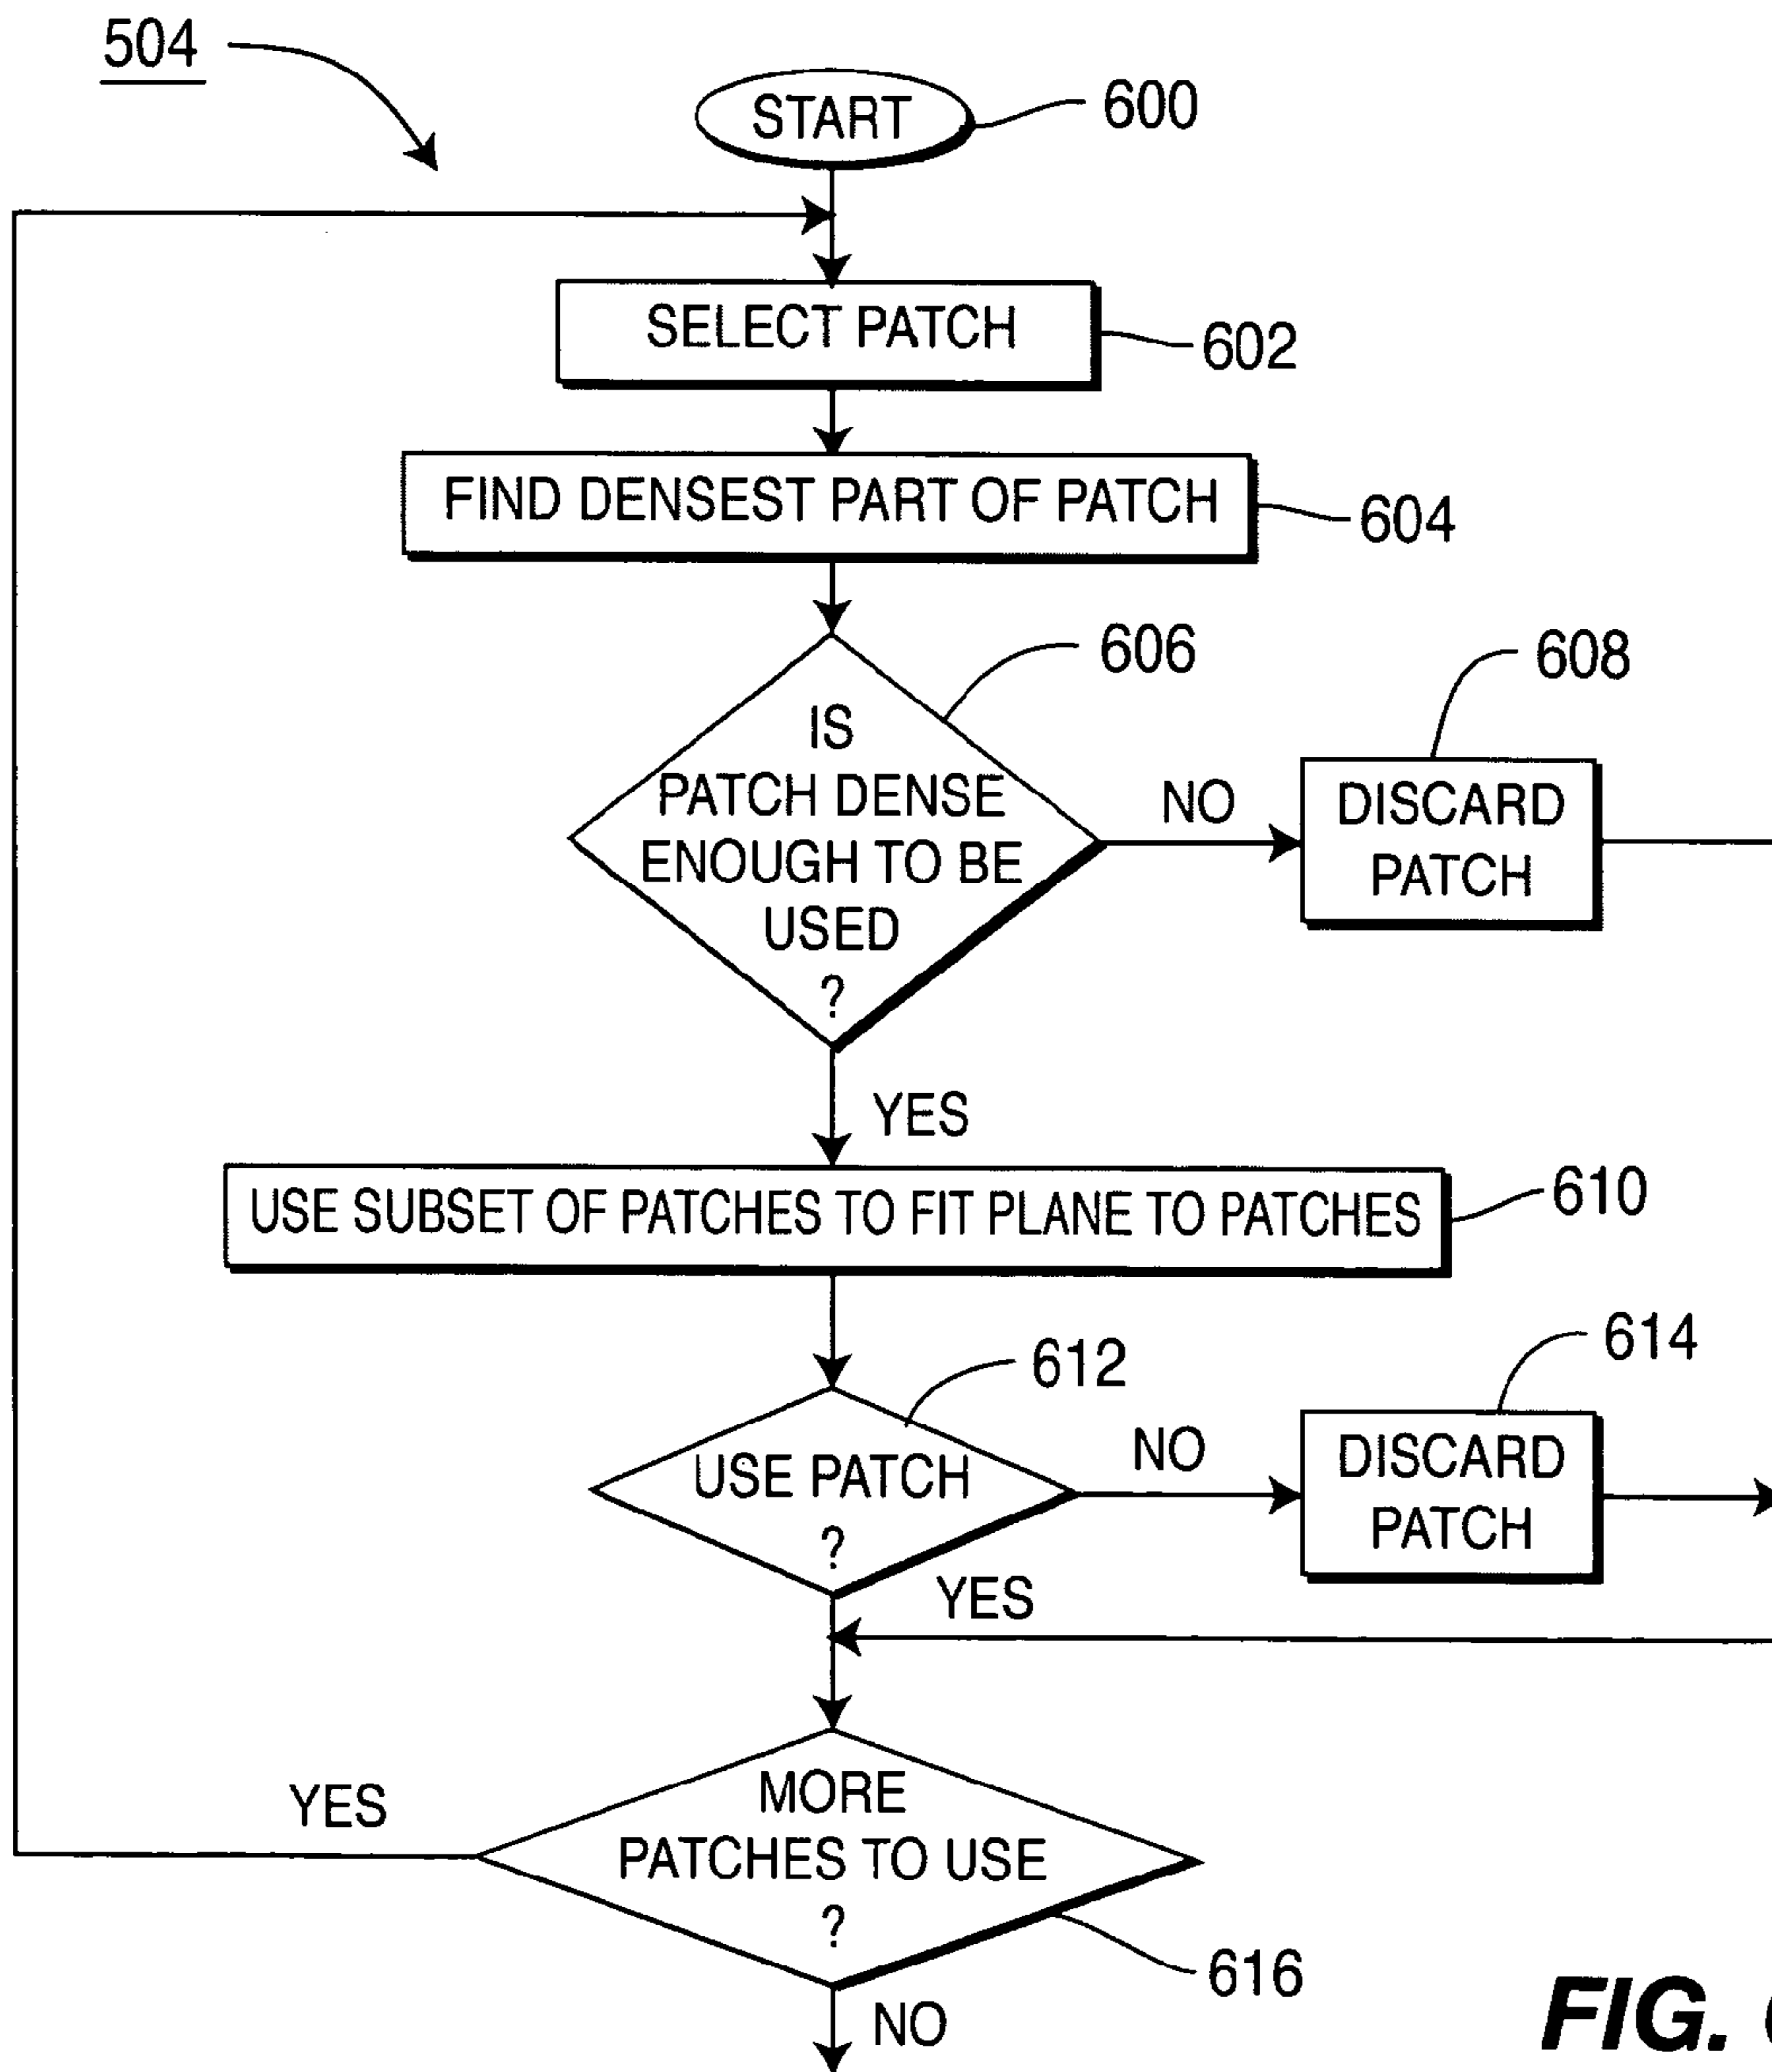 504
START
600
SELECT PATCH
602
FIND DENSEST PART OF PATCH
604
606
IS
PATCH DENSE
ENOUGH TO BE
USED
?
NO
608
DISCARD
PATCH
YES
USE SUBSET OF PATCHES TO FIT PLANE TO PATCHES
610
612
USE PATCH
?
NO
614
DISCARD
PATCH
YES
MORE
PATCHES TO USE
?
YES
616
NO
FIG.